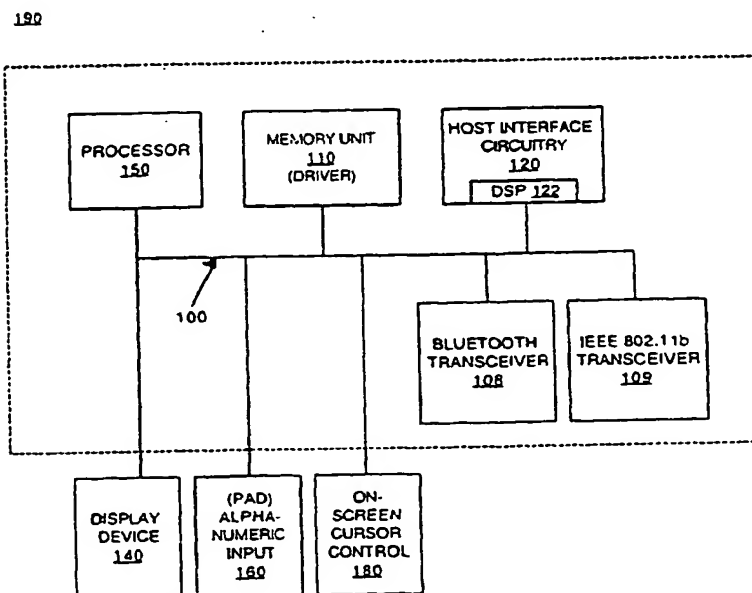 190
PROCESSOR
150
MEMORY UNIT
110
(DRIVER)
HOST INTERFACE
CIRCUITRY
120
DSP 122
100
BLUETOOTH
TRANSCEIVER
108
IEEE 802.11b
TRANSCEIVER
109
DISPLAY
DEVICE
140
(PAD)
ALPHA-
NUMERIC
INPUT
160
ON-
SCREEN
CURSOR
CONTROL
180